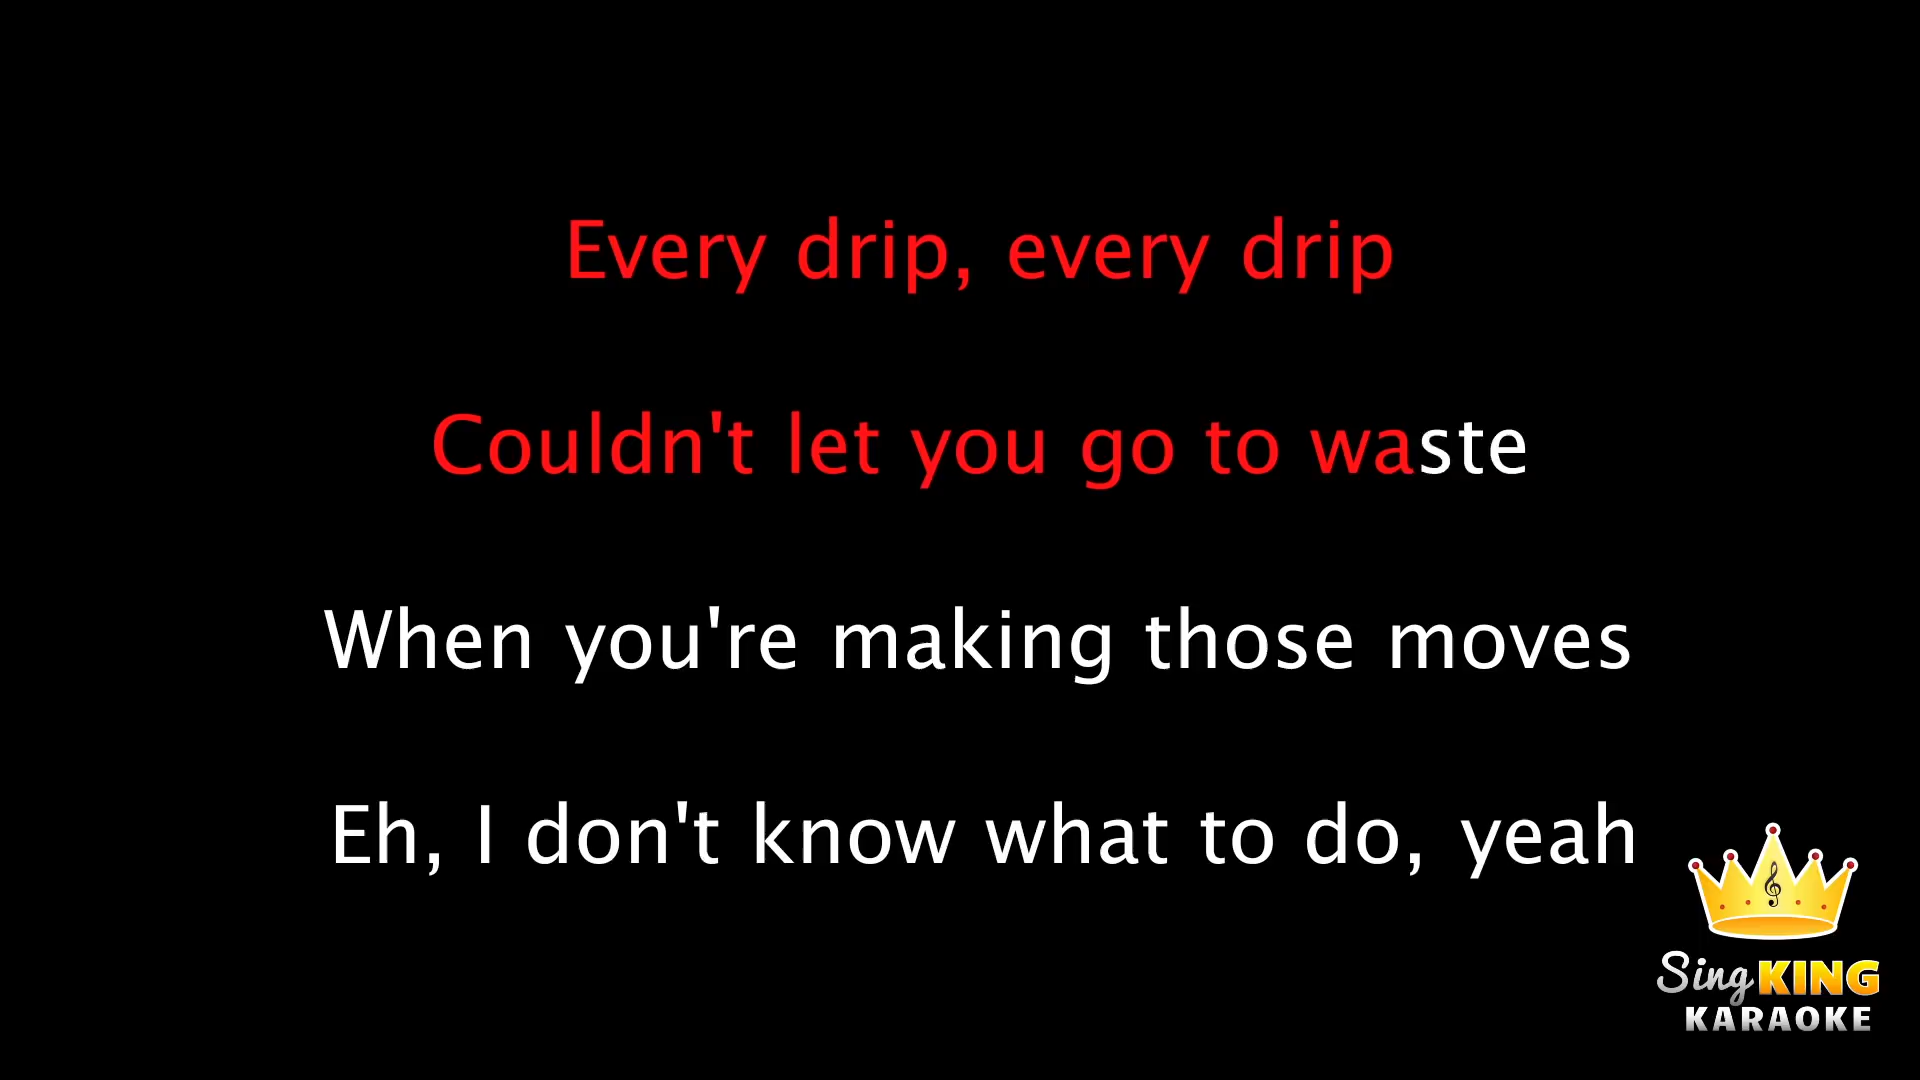 Every drip, every drip
Couldn't let you go to waste
When you're making those moves
Eh, I don't know what to do, yeah
Sing KING
KARAOKE